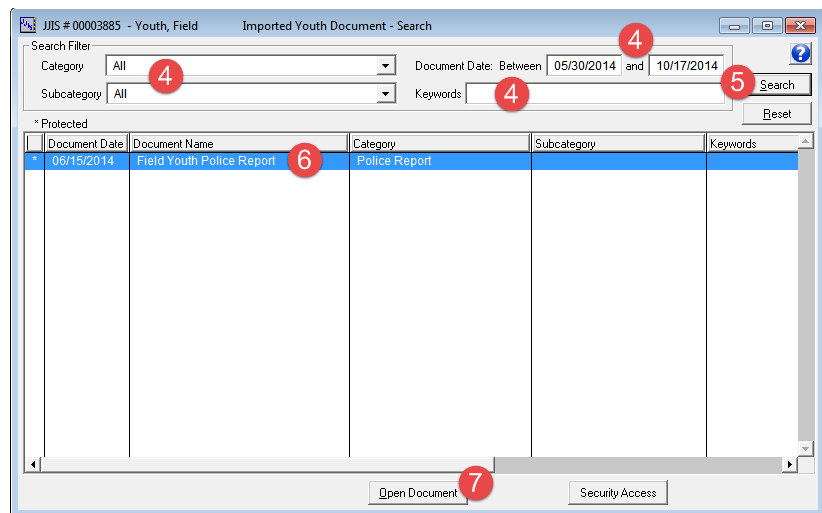 JJIS # 00003885 - Youth, Field Imported Youth Document - Search
Search Filter
Category All 4 Document Date: Between 05/30/2014 and 10/17/2014 4 ?
Subcategory All Keywords 4 5 Search
Reset
* Protected
Document Date Document Name Category Subcategory Keywords
* 06/15/2014 Field Youth Police Report 6 Police Report
Open Document 7 Security Access